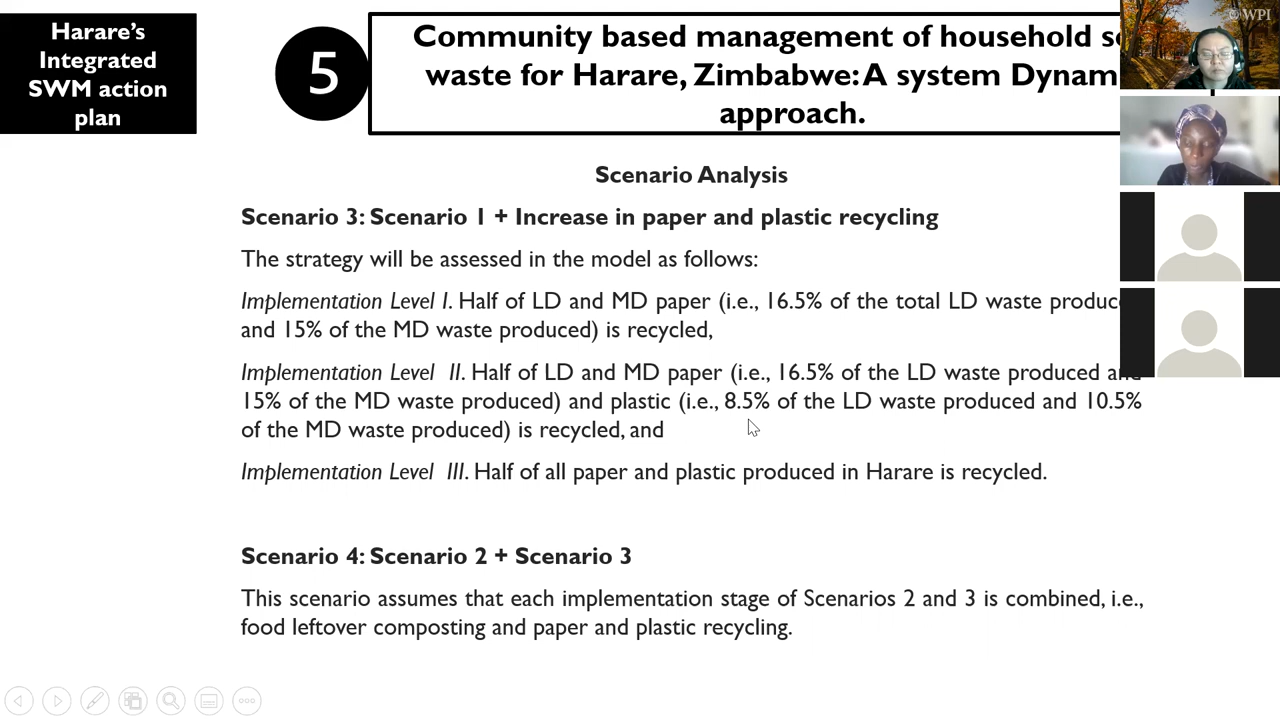 Harare's
Integrated
SWM action
plan
5
Community based management of household
waste for Harare, Zimbabwe: A system
approach.
© WPI
Scenario Analysis
Scenario 3: Scenario 1 + Increase in paper and plastic recycling
The strategy will be assessed in the model as follows:
Implementation Level I. Half of LD and MD paper (i.e., 16.5% of the total LD waste
and 15% of the MD waste produced) is recycled,
Implementation Level II. Half of LD and MD paper (i.e., 16.5% of the LD waste produced and
15% of the MD waste produced) and plastic (i.e., 8.5% of the LD waste produced and 10.5%
of the MD waste produced) is recycled, and
Implementation Level III. Half of all paper and plastic produced in Harare is recycled.
Scenario 4: Scenario 2 + Scenario 3
This scenario assumes that each implementation stage of Scenarios 2 and 3 is combined, i.e.,
food leftover composting and paper and plastic recycling.